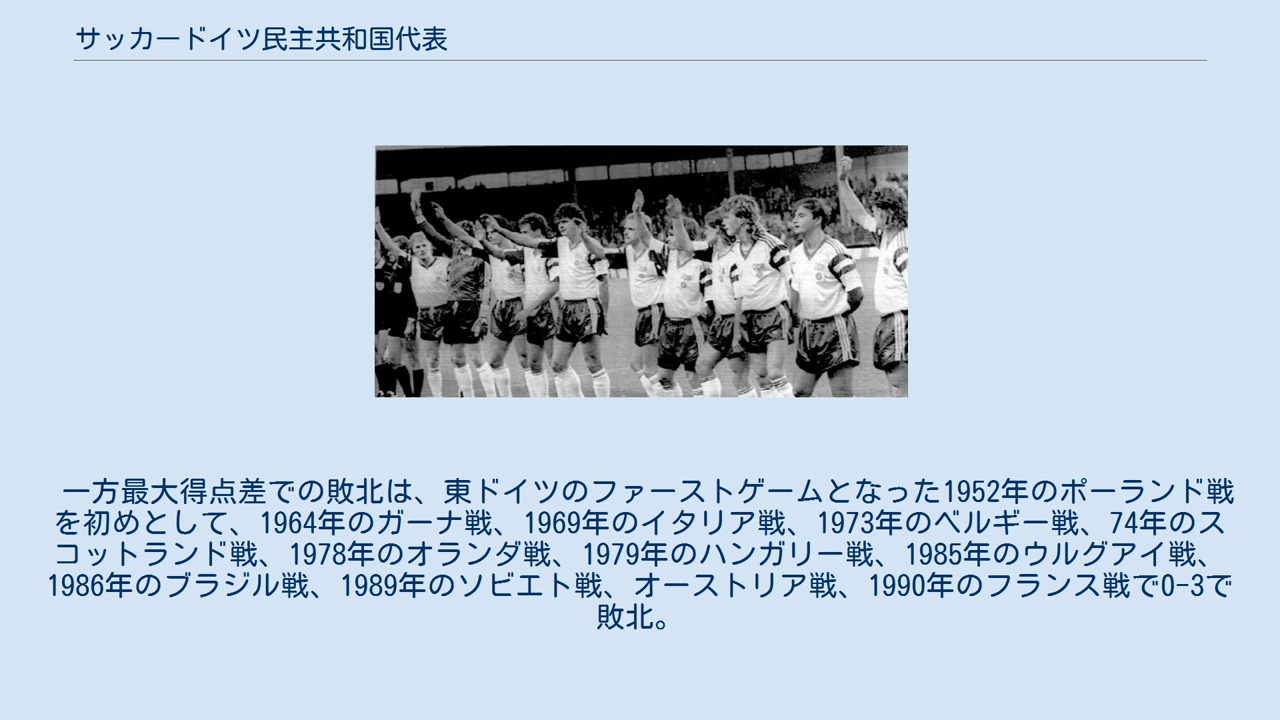 サッカードイツ民主共和国代表
一方最大得点差での敗北は、東ドイツのファーストゲームとなった1952年のポーランド戦
を初めとして、1964年のガーナ戦、1969年のイタリア戦、1973年のベルギー戦、74年のス
コットランド戦、1978年のオランダ戦、1979年のハンガリー戦、1985年のウルグアイ戦、
1986年のブラジル戦、1989年のソビエト戦、オーストリア戦、1990年のフランス戦で0-3で
敗北。